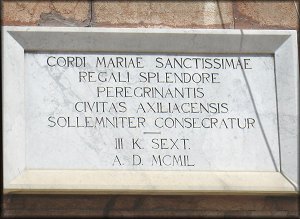 CORDI MARIAE SANCTISSIMAE
REGALI SPLENDORE
PEREGRINANTIS
CIVITAS AXILIACENSIS
SOLLEMNITER CONSECRATUR
III K. SEXT.
A. D. MCMIL